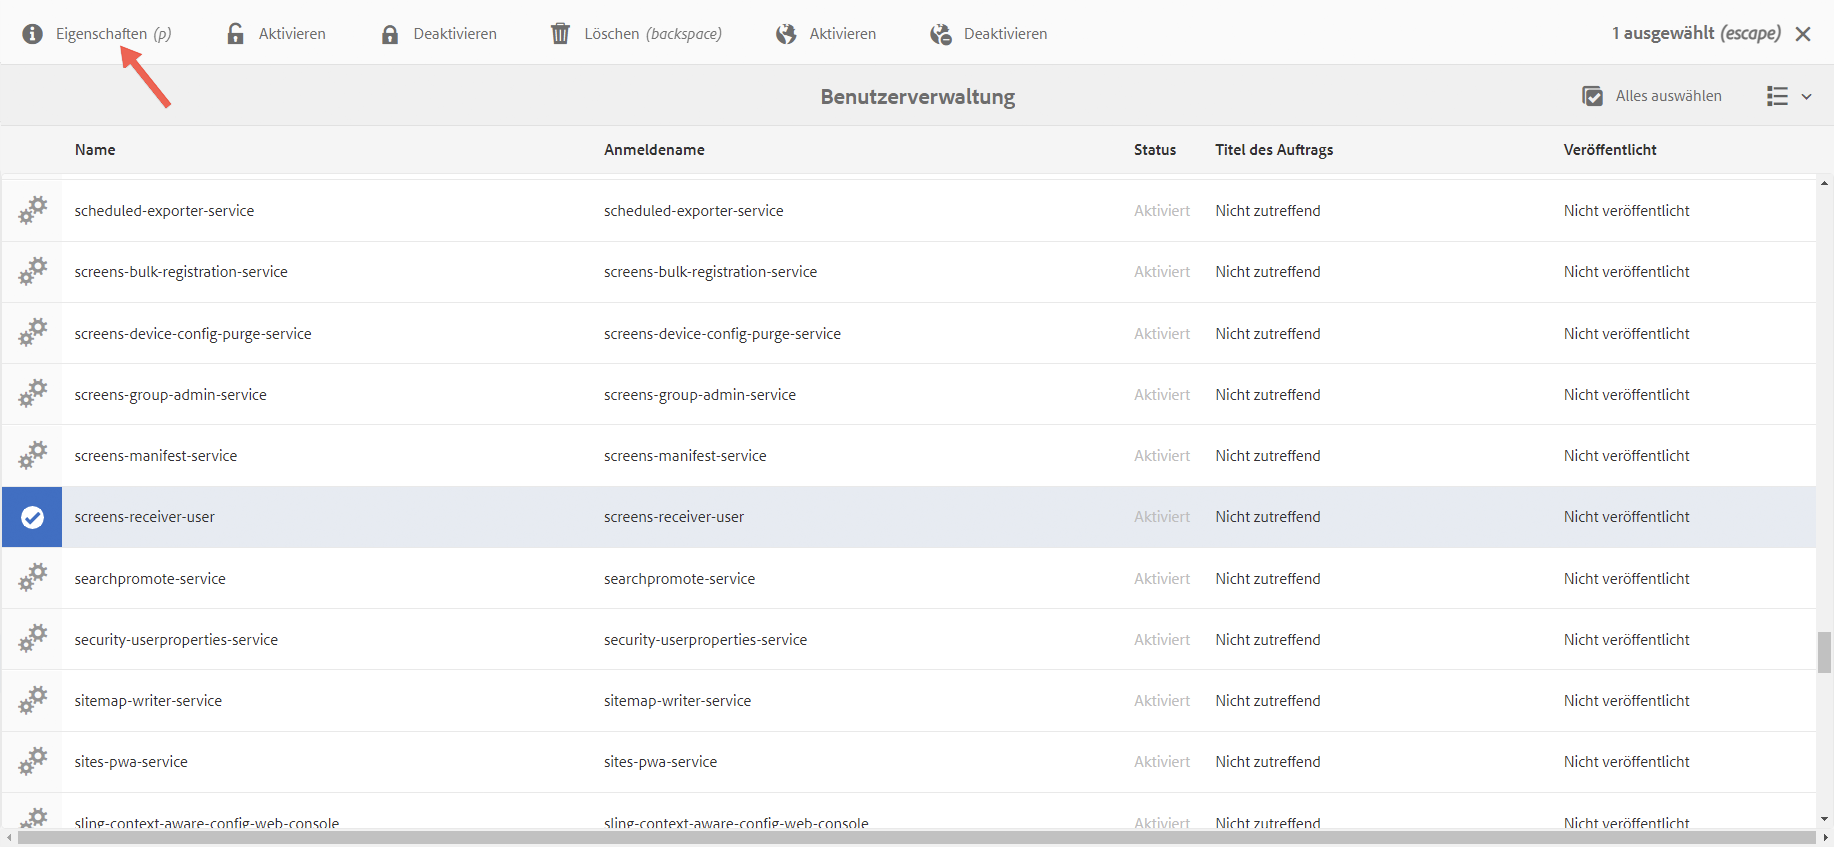 Eigenschaften (p) Aktivieren Deaktivieren Löschen (backspace) Aktivieren Deaktivieren 1 ausgewählt (escape)
Benutzerverwaltung Alles auswählen
Name Anmeldename Status Titel des Auftrags Veröffentlicht
scheduled-exporter-service scheduled-exporter-service Aktiviert Nicht zutreffend Nicht veröffentlicht
screens-bulk-registration-service screens-bulk-registration-service Aktiviert Nicht zutreffend Nicht veröffentlicht
screens-device-config-purge-service screens-device-config-purge-service Aktiviert Nicht zutreffend Nicht veröffentlicht
screens-group-admin-service screens-group-admin-service Aktiviert Nicht zutreffend Nicht veröffentlicht
screens-manifest-service screens-manifest-service Aktiviert Nicht zutreffend Nicht veröffentlicht
screens-receiver-user screens-receiver-user Aktiviert Nicht zutreffend Nicht veröffentlicht
searchpromote-service searchpromote-service Aktiviert Nicht zutreffend Nicht veröffentlicht
security-userproperties-service security-userproperties-service Aktiviert Nicht zutreffend Nicht veröffentlicht
sitemap-writer-service sitemap-writer-service Aktiviert Nicht zutreffend Nicht veröffentlicht
sites-pwa-service sites-pwa-service Aktiviert Nicht zutreffend Nicht veröffentlicht
sling-context-aware-config-web-console sling-context-aware-config-web-console Aktiviert Nicht zutreffend Nicht veröffentlicht